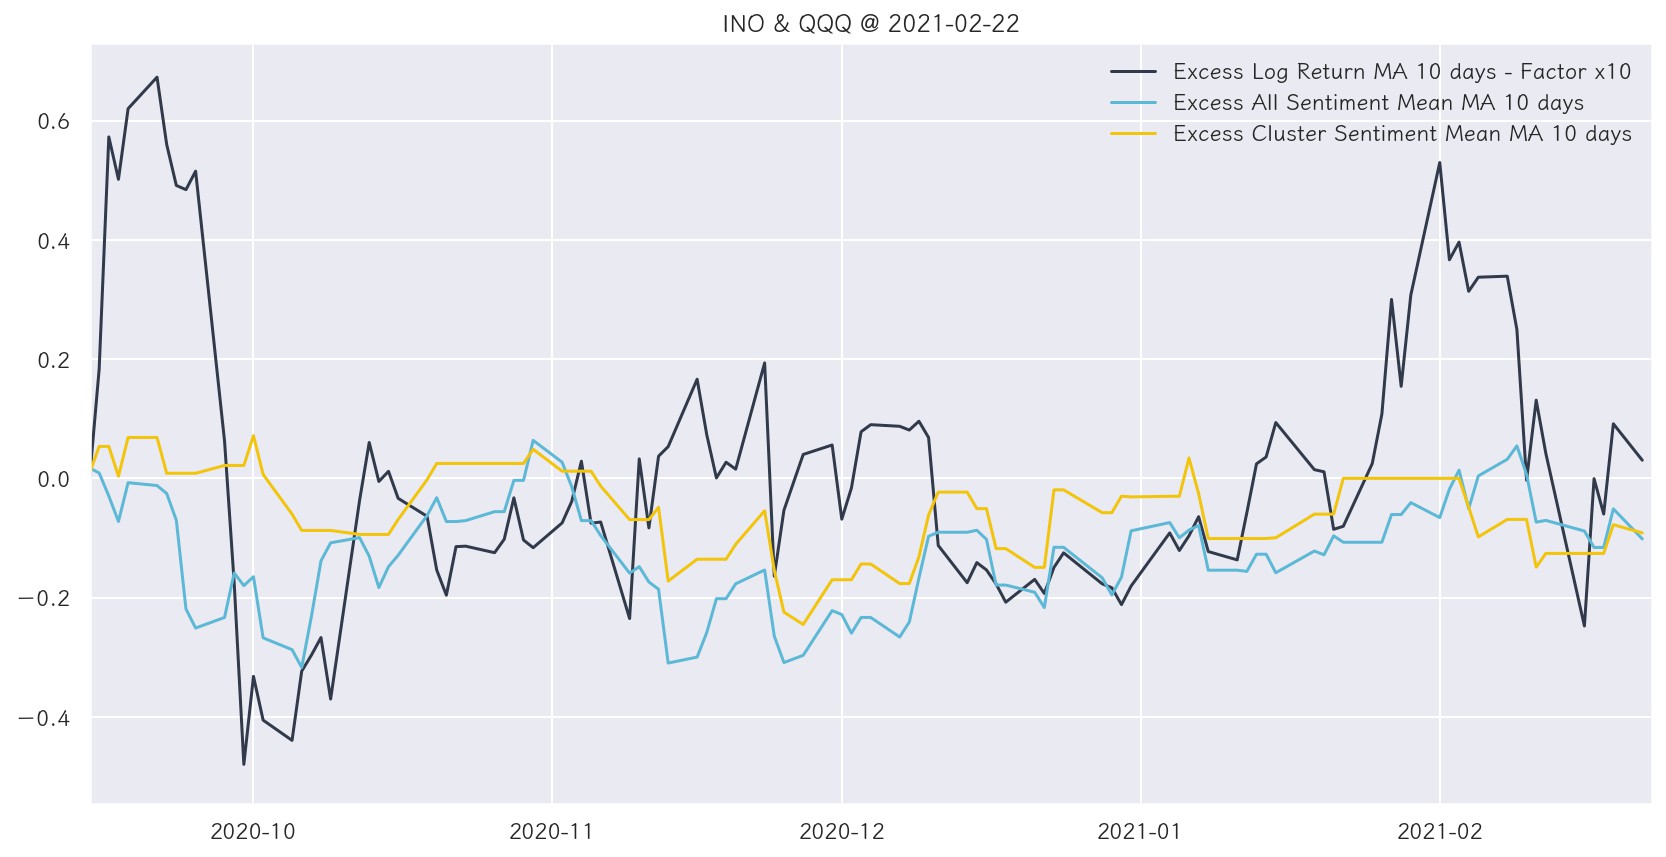 INO & QQQ @ 2021-02-22
Excess Log Return MA 10 days - Factor x10
Excess All Sentiment Mean MA 10 days
Excess Cluster Sentiment Mean MA 10 days
0.6
0.4
0.2
0.0
−0.2
−0.4
2020-10 2020-11 2020-12 2021-01 2021-02